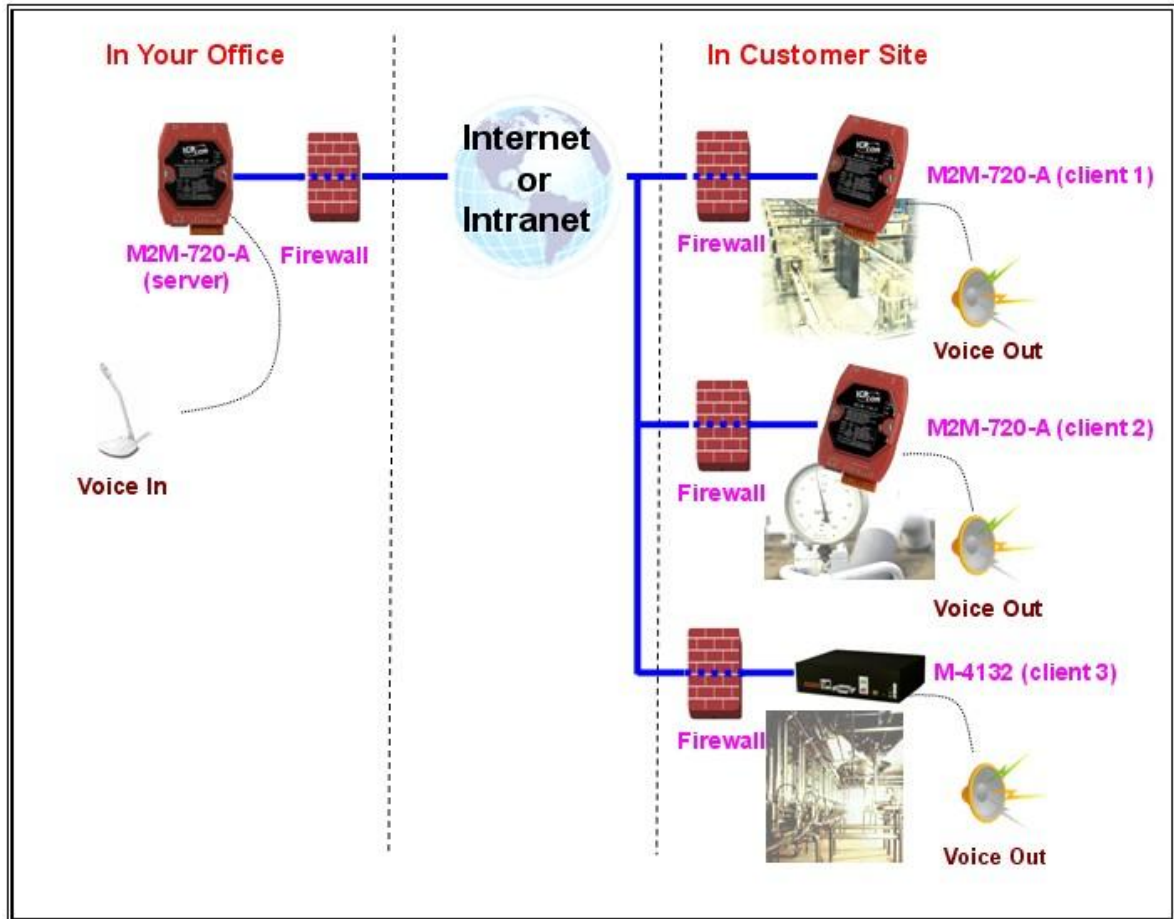 In Your Office
In Customer Site
Internet
or
Intranet
M2M-720-A
(server)
Firewall
Voice In
Firewall
M2M-720-A (client 1)
Voice Out
Firewall
M2M-720-A (client 2)
Voice Out
Firewall
M-4132 (client 3)
Voice Out